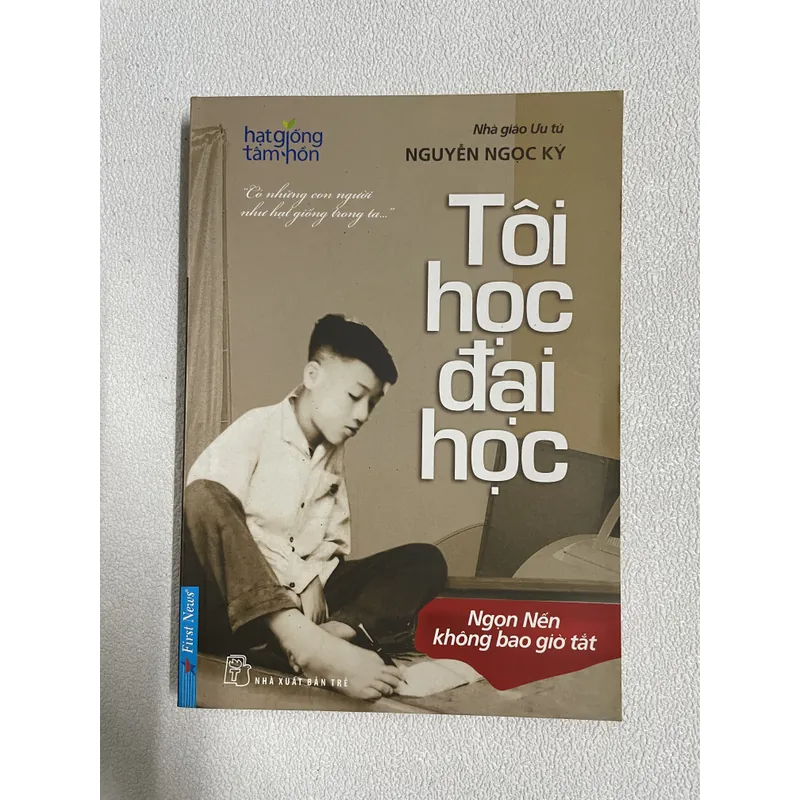 hạt giống
tâm hồn
"Có những con người
như hạt giống trong ta..."
Nhà giáo Ưu tú
NGUYỄN NGỌC KÝ
Tôi
học
đại
học
Ngọn Nến
không bao giờ tắt
First News
NHÀ XUẤT BẢN TRẺ